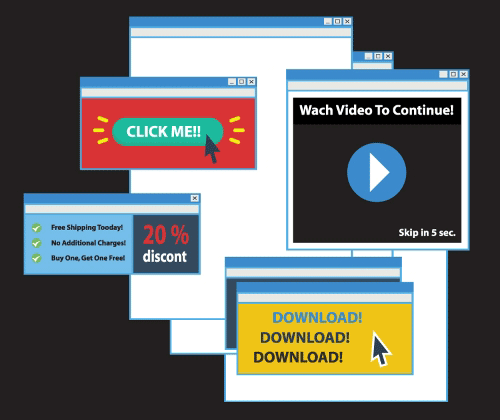 CLICK ME!!
Wach Video To Continue!
Skip in 5 sec.
Free Shipping Tooday!
No Additional Charges!
Buy One, Get One Free!
20 %
discont
DOWNLOAD!
DOWNLOAD!
DOWNLOAD!